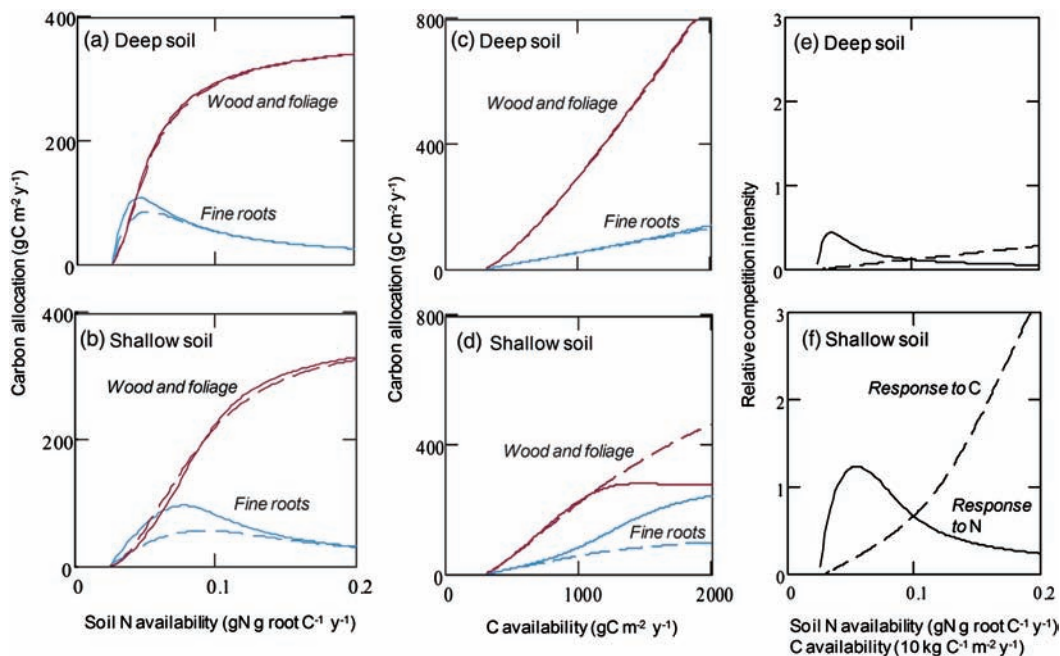 400
(a) Deep soil
Wood and foliage
200
Fine roots
0
400
(b) Shallow soil
Wood and foliage
200
Fine roots
0
0
0.1
0.2
Soil N availability (gN g root C⁻¹ y⁻¹)
Carbon allocation (gC m⁻² y⁻¹)
800
(c) Deep soil
Wood and foliage
400
Fine roots
0
800
(d) Shallow soil
Wood and foliage
400
Fine roots
0
0
1000
2000
C availability (gC m⁻² y⁻¹)
Carbon allocation (gC m⁻² y⁻¹)
3
(e) Deep soil
2
1
0
3
(f) Shallow soil
Response to C
2
1
Response
to N
0
0
0.1
0.2
Soil N availability (gN g root C⁻¹ y⁻¹)
C availability (10 kg C⁻¹ m⁻² y⁻¹)
Relative competition intensity